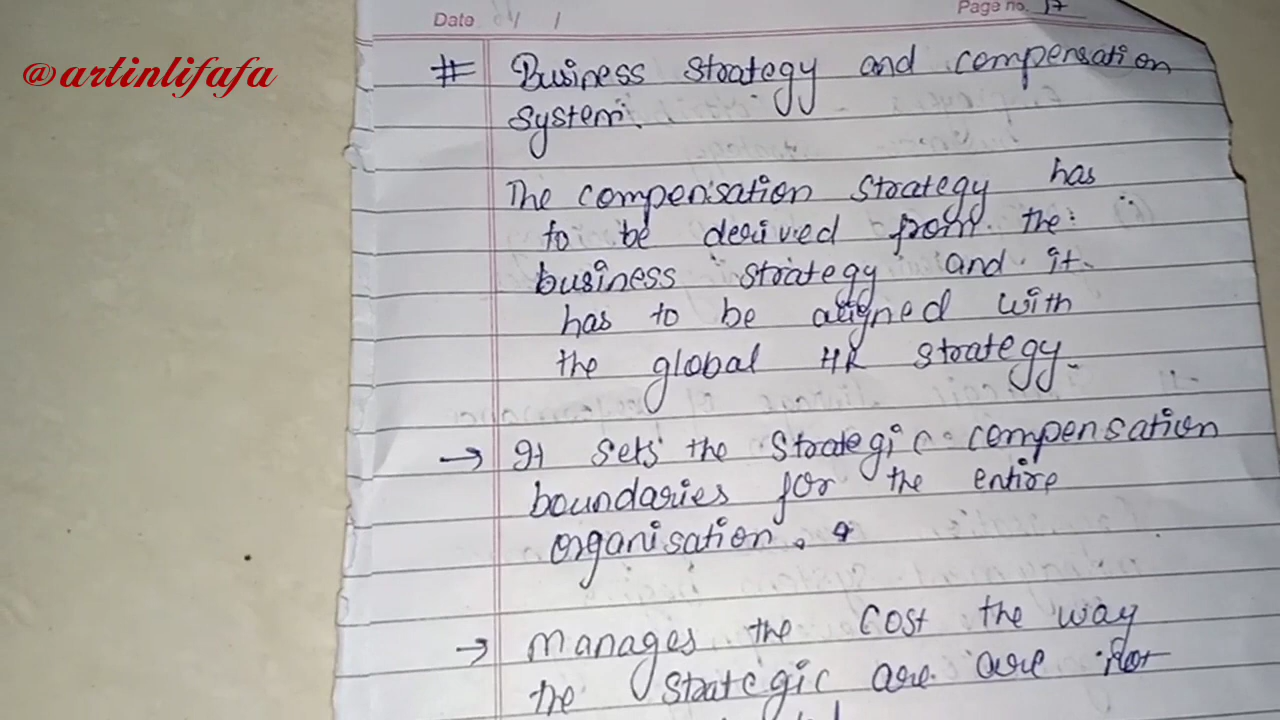 Date
Page no. 17
@artinlifafa
# Business Strategy and compensation
System.
The compensation Strategy has
to be derived from the
business strategy and it
has to be aligned with
the global HR strategy.
→ It sets the Strategic compensation
boundaries for the entire
organisation.
→ Manages the cost the way
the Strategic are are not